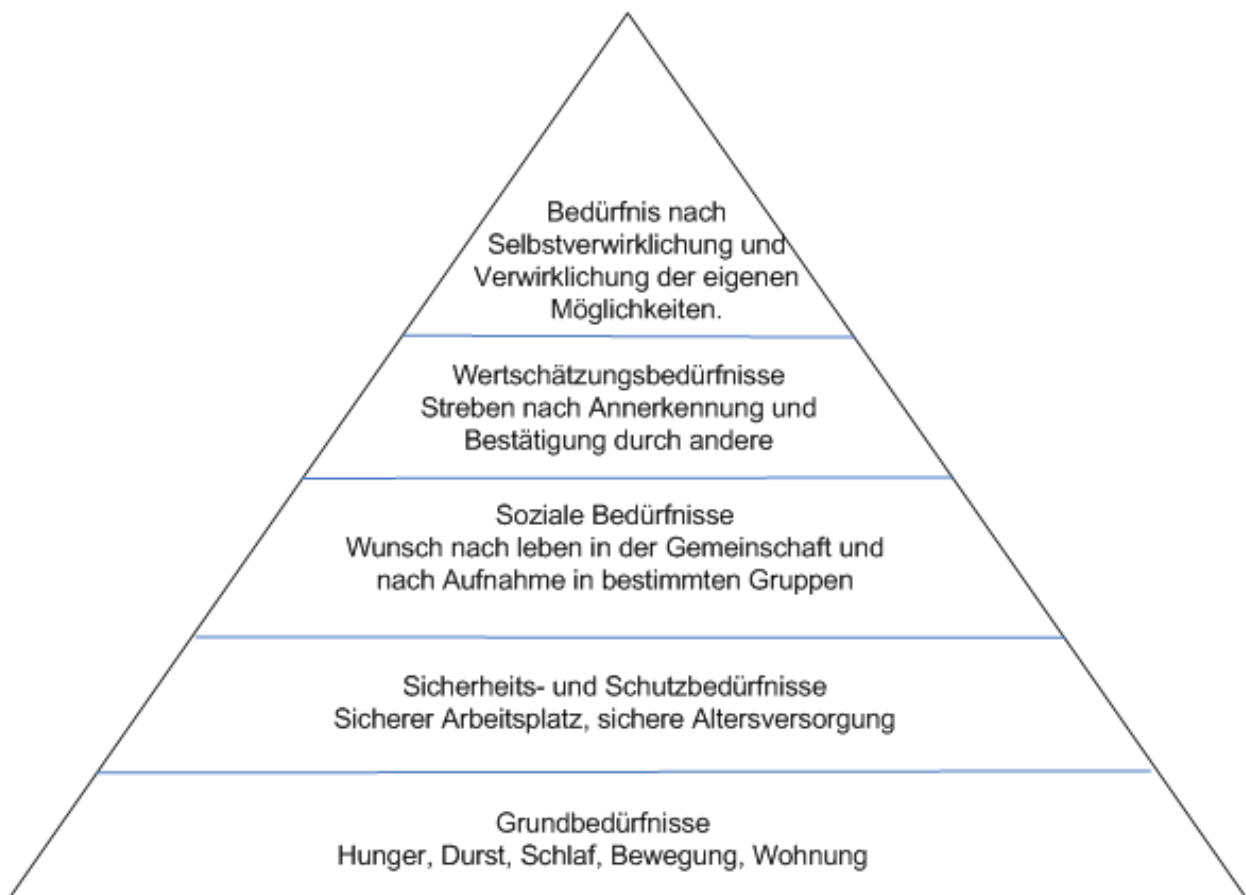 Bedürfnis nach
Selbstverwirklichung und
Verwirklichung der eigenen
Möglichkeiten.
Wertschätzungsbedürfnisse
Streben nach Annerkennung und
Bestätigung durch andere
Soziale Bedürfnisse
Wunsch nach leben in der Gemeinschaft und
nach Aufnahme in bestimmten Gruppen
Sicherheits- und Schutzbedürfnisse
Sicherer Arbeitsplatz, sichere Altersversorgung
Grundbedürfnisse
Hunger, Durst, Schlaf, Bewegung, Wohnung